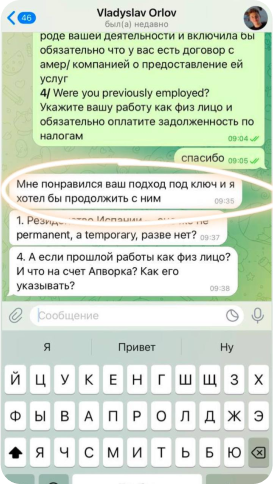 46
Vladyslav Orlov
был(а) недавно
роде вашей деятельности и включила бы
обязательно что у вас есть договор с
амер/ компанией о предоставление ей
услуг
4/ Were you previously employed?
Укажите вашу работу как физ лицо и
обязательно оплатите задолженность по
налогам
09:04
спасибо 09:05
Мне понравился ваш подход под ключ и я
хотел бы продолжить с ним
09:35
1. Испании
permanent, а temporary, разве нет? 09:37
4. А если прошлой работы как физ лицо?
И что на счет Апворка? Как его
указывать?
09:38
Сообщение
Я Привет Ну
Й Ц У К Е Н Г Ш Щ З Х
Ф Ы В А П Р О Л Д Ж Э
Я Ч С М И Т Ь Б Ю